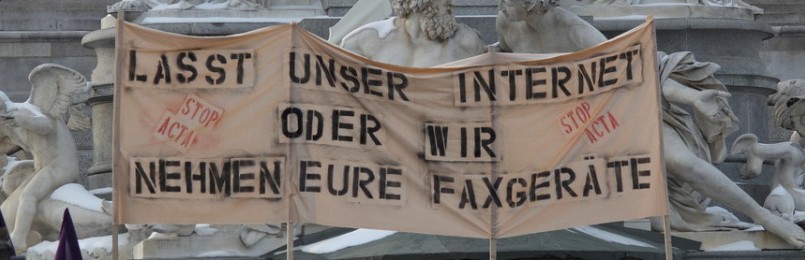 LASST UNSER INTERNET
STOP ACTA
ODER WIR
STOP ACTA
NEHMEN EURE FAXGERÄTE